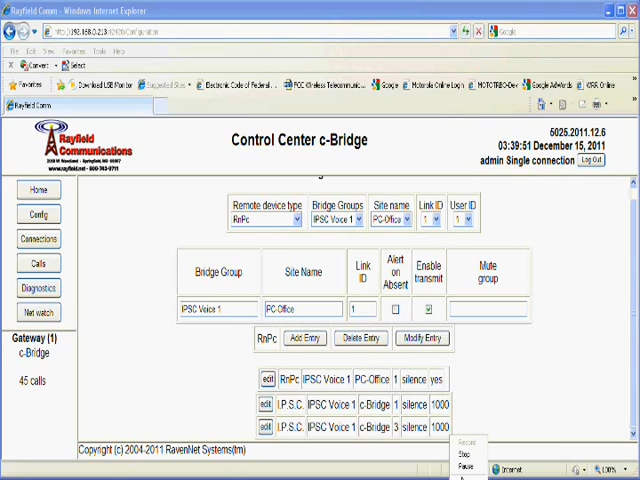 Rayfield Comm - Windows Internet Explorer
http://192.168.0.213
Google
File Edit View Favorites Tools Help
X Convert Select
Favorites Download USB Monitor Suggested Sites Electronic Code of Federal... FCC Wireless Telecommunic... Google Motorola Online Login MOTOTRBO-Dev Google AdWords WRR Online
Rayfield Comm
Rayfield
Communications
www.rayfield.net - 800-743-9711
Control Center c-Bridge
5025.2011.12.6
03:39:51 December 15, 2011
admin Single connection Log Out
Home
Config
Connections
Calls
Diagnostics
Net watch
Gateway (1)
c-Bridge
45 calls
Remote device type Bridge Groups Site name Link ID User ID
RnPc IPSC Voice 1 PC-Office 1 1
Bridge Group Site Name Link ID Alert on Absent Enable transmit Mute group
IPSC Voice 1 PC-Office 1
RnPc Add Entry Delete Entry Modify Entry
edit RnPc IPSC Voice 1 PC-Office 1 silence yes
edit I.P.S.C. IPSC Voice 1 c-Bridge 1 silence 1000
edit I.P.S.C. IPSC Voice 1 c-Bridge 3 silence 1000
Copyright (c) 2004-2011 RavenNet Systems(tm)
Record
Stop
Pause
Internet 100%